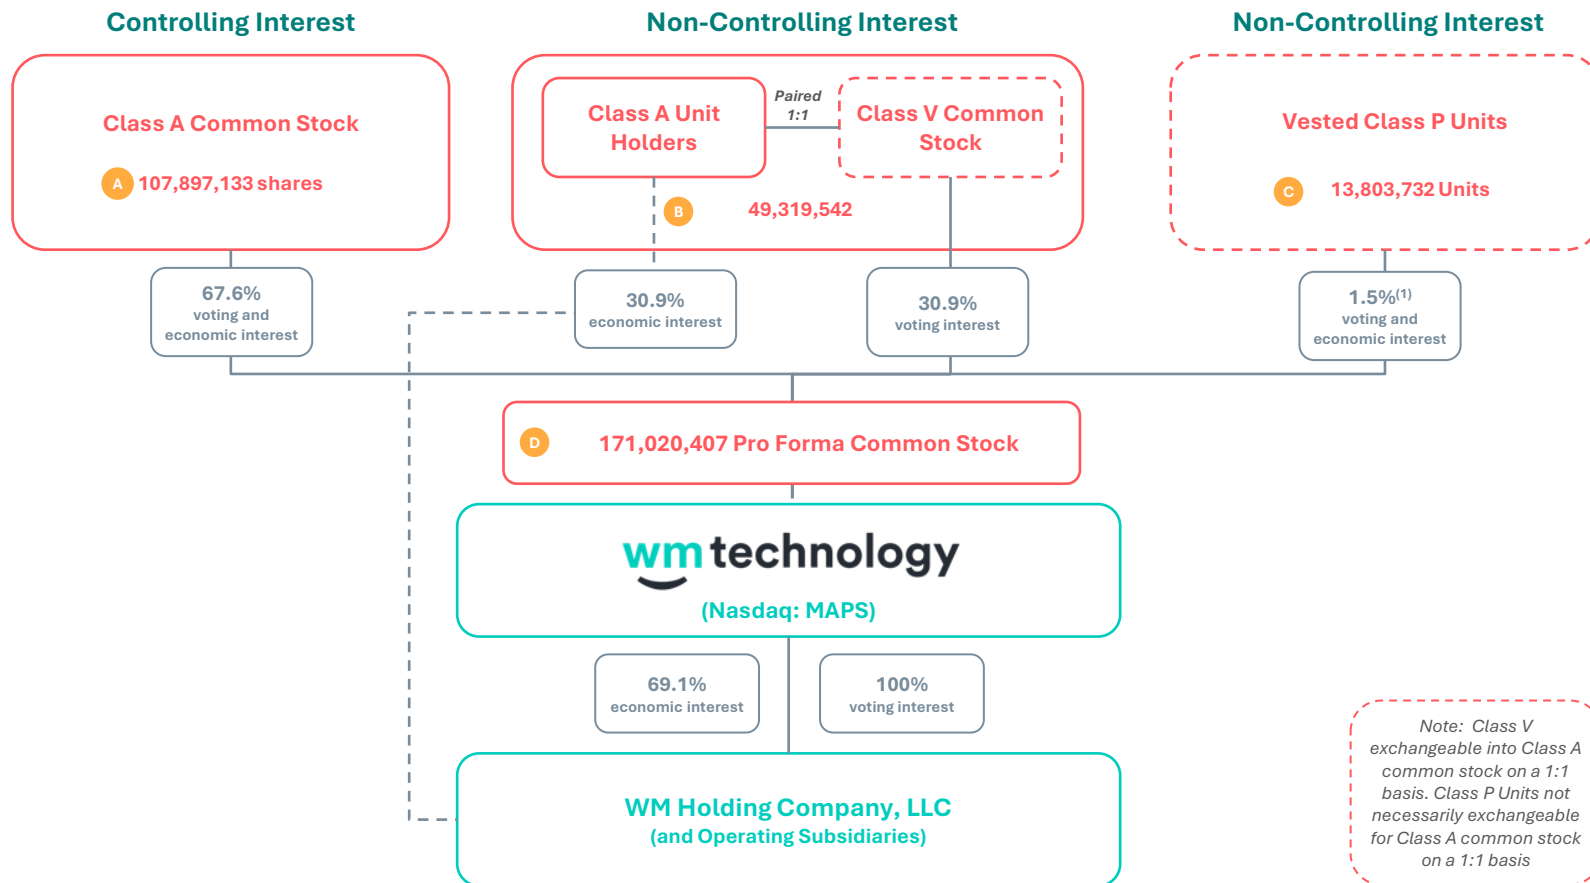 Controlling Interest
Non-Controlling Interest
Non-Controlling Interest
Class A Common Stock
A 107,897,133 shares
Class A Unit
Holders
Paired
1:1
Class V Common
Stock
B 49,319,542
Vested Class P Units
C 13,803,732 Units
67.6%
voting and
economic interest
30.9%
economic interest
30.9%
voting interest
1.5%(1)
voting and
economic interest
D 171,020,407 Pro Forma Common Stock
wm technology
(Nasdaq: MAPS)
69.1%
economic interest
100%
voting interest
WM Holding Company, LLC
(and Operating Subsidiaries)
Note: Class V
exchangeable into Class A
common stock on a 1:1
basis. Class P Units not
necessarily exchangeable
for Class A common stock
on a 1:1 basis